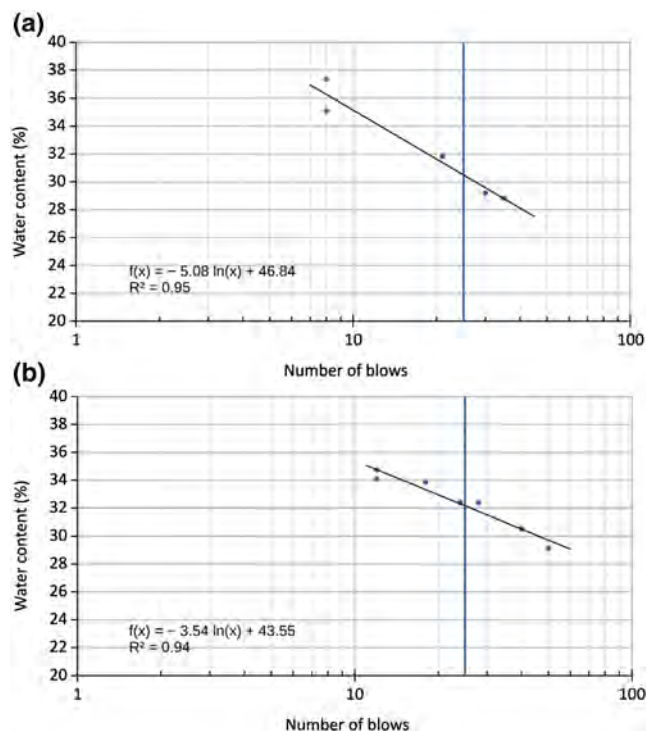 (a)
40
38
36
34
32
30
28
26
24
22
20
Water content (%)
f(x) = – 5.08 ln(x) + 46.84
R² = 0.95
1 10 100
Number of blows
(b)
40
38
36
34
32
30
28
26
24
22
20
Water content (%)
f(x) = – 3.54 ln(x) + 43.55
R² = 0.94
1 10 100
Number of blows